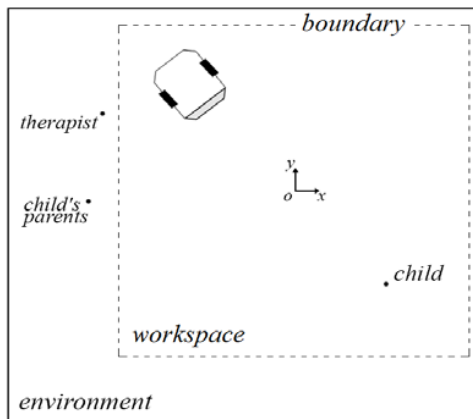 boundary
therapist
child's
parents
y
o x
child
workspace
environment